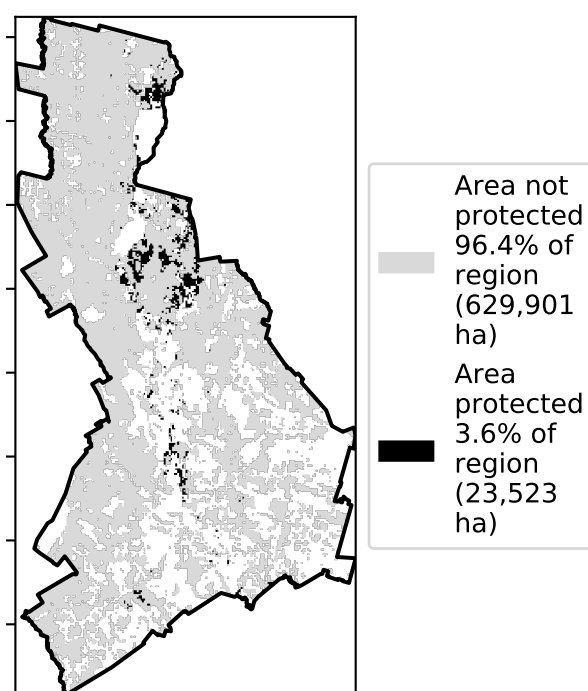 Area not
protected
96.4% of
region
(629,901
ha)
Area
protected
3.6% of
region
(23,523
ha)